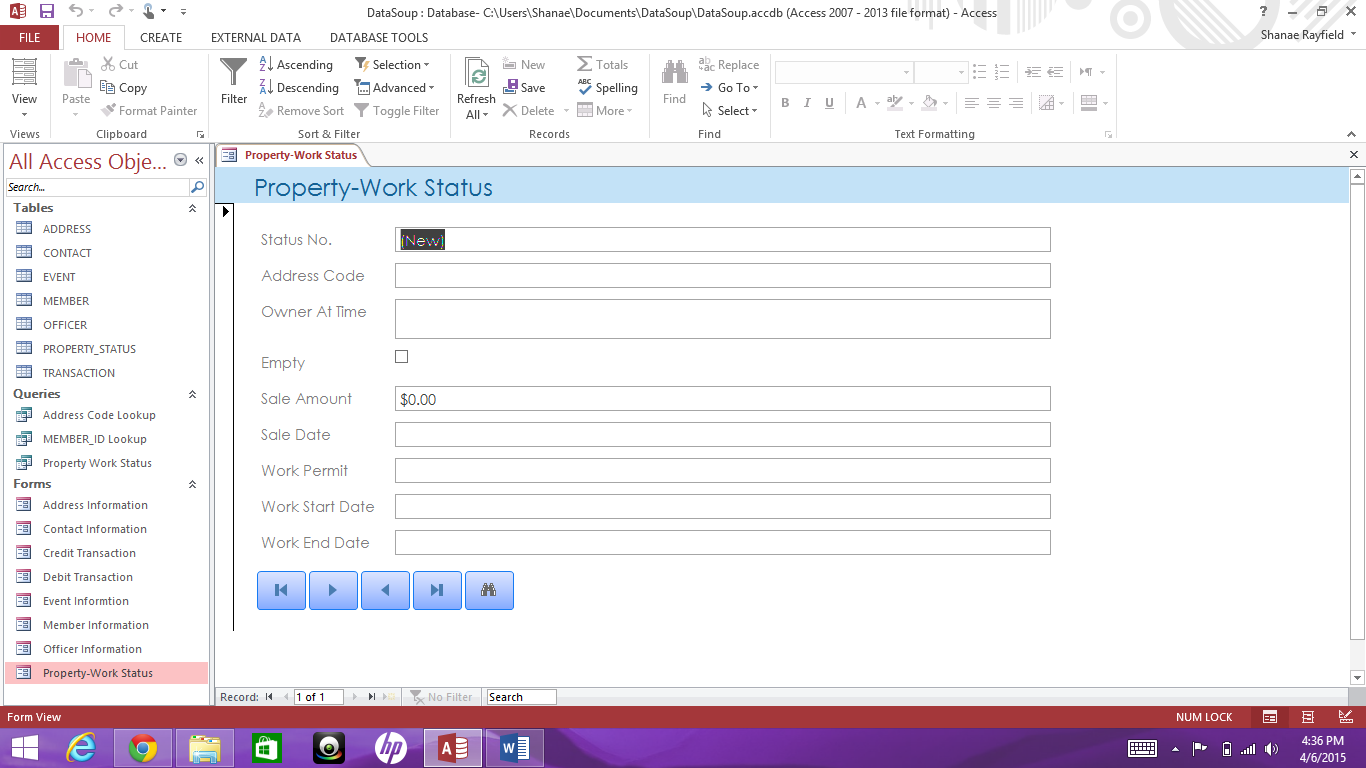 DataSoup : Database- C:\Users\Shanae\Documents\DataSoup\DataSoup.accdb (Access 2007 - 2013 file format) - Access
?
FILE HOME CREATE EXTERNAL DATA DATABASE TOOLS Shanae Rayfield
View
Views
Paste
Cut
Copy
Format Painter
Clipboard
Filter
Ascending
Descending
Remove Sort
Selection
Advanced
Toggle Filter
Sort & Filter
Refresh
All
New
Save
Delete
Totals
Spelling
More
Records
Find
Replace
Go To
Select
Find
B I U A
Text Formatting
All Access Obje...
Search...
Tables
ADDRESS
CONTACT
EVENT
MEMBER
OFFICER
PROPERTY_STATUS
TRANSACTION
Queries
Address Code Lookup
MEMBER_ID Lookup
Property Work Status
Forms
Address Information
Contact Information
Credit Transaction
Debit Transaction
Event Informtion
Member Information
Officer Information
Property-Work Status
Property-Work Status
Property-Work Status
Status No. (New)
Address Code
Owner At Time
Empty
Sale Amount $0.00
Sale Date
Work Permit
Work Start Date
Work End Date
Record: 1 of 1 No Filter Search
Form View NUM LOCK
4:36 PM
4/6/2015